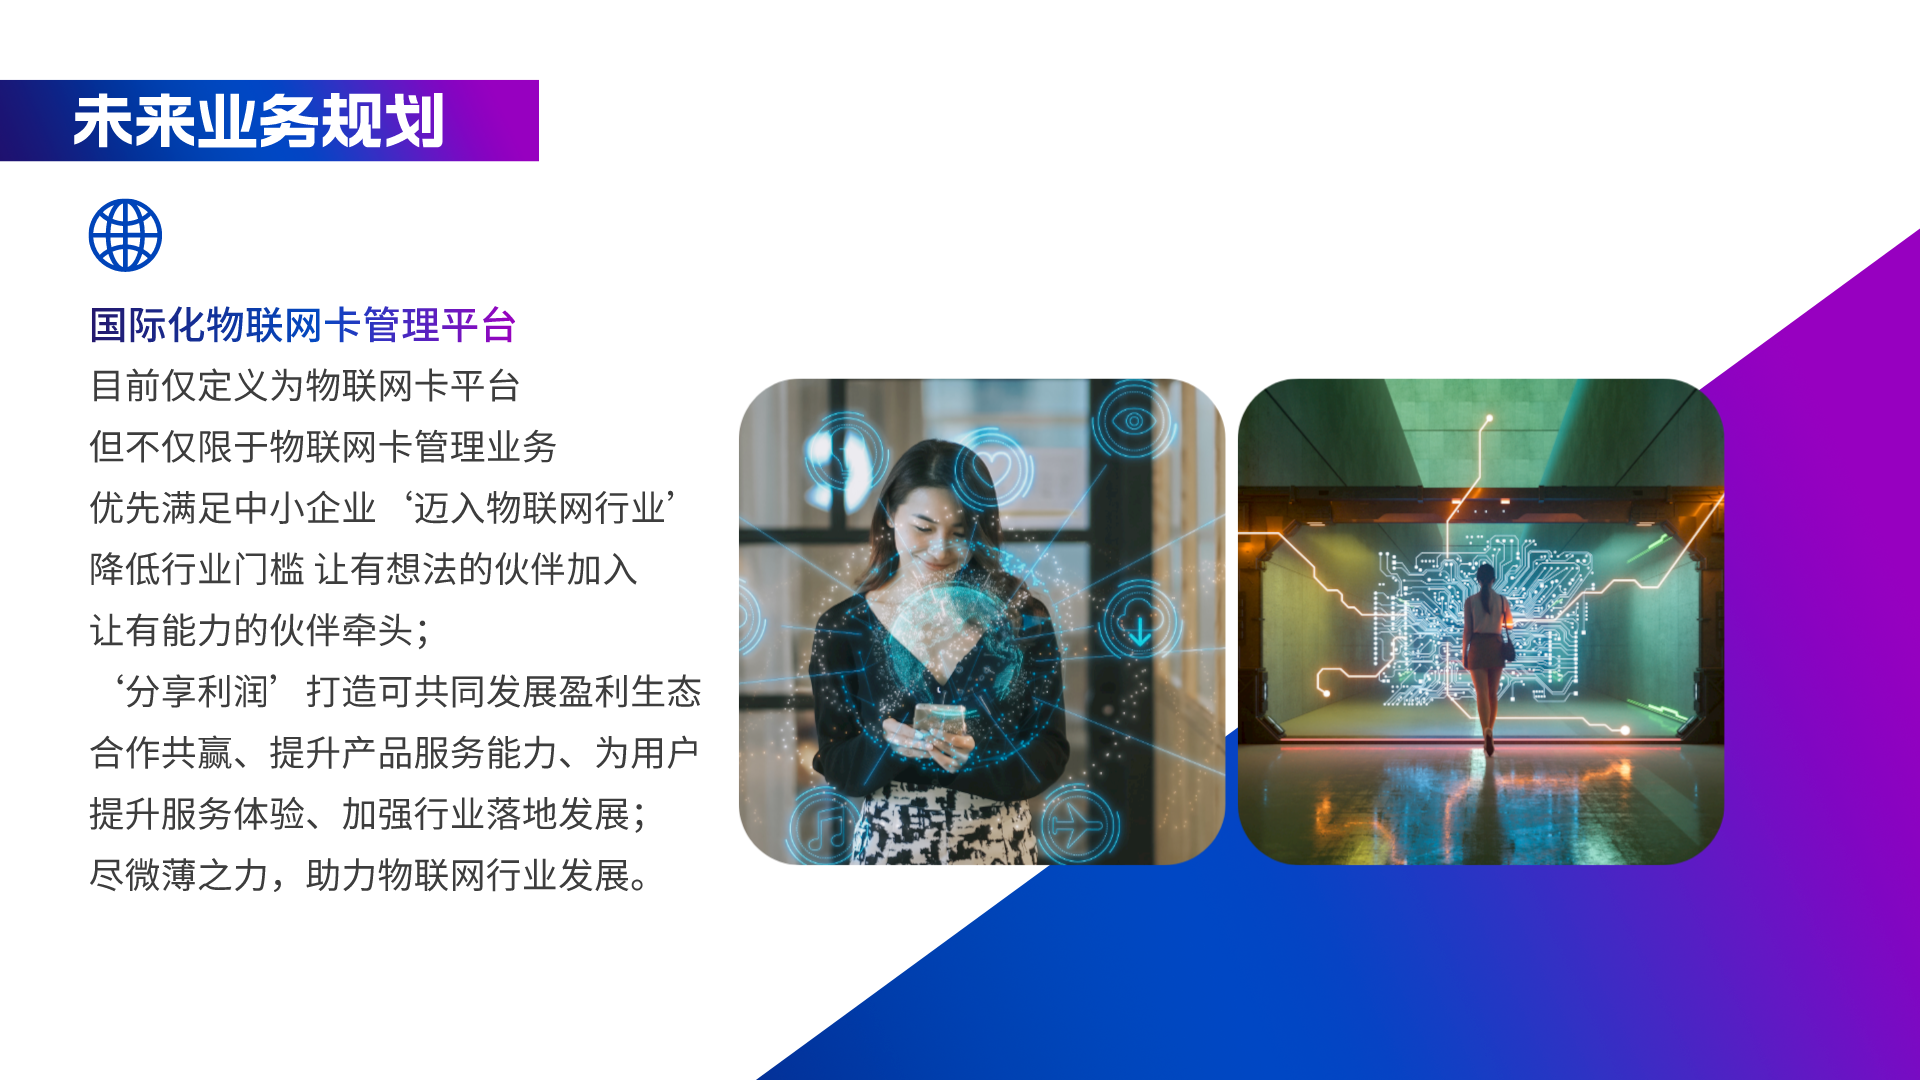 未来业务规划
国际化物联网卡管理平台
目前仅定义为物联网卡平台
但不仅限于物联网卡管理业务
优先满足中小企业‘迈入物联网行业’
降低行业门槛 让有想法的伙伴加入
让有能力的伙伴牵头；
‘分享利润’打造可共同发展盈利生态
合作共赢、提升产品服务能力、为用户
提升服务体验、加强行业落地发展；
尽微薄之力，助力物联网行业发展。